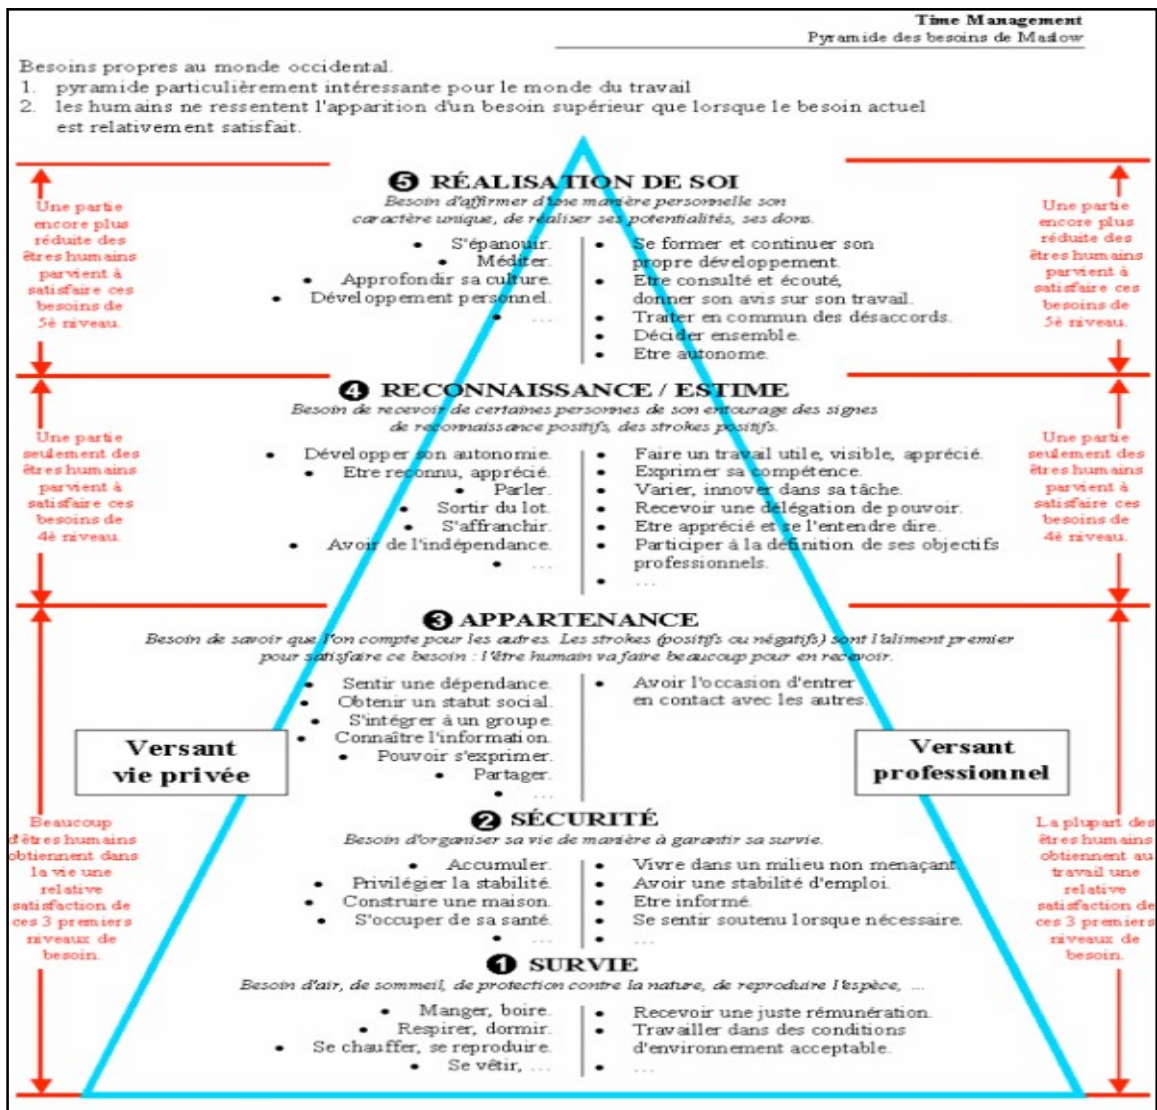 Time Management
Pyramide des besoins de Maslow
Besoins propres au monde occidental.
1. pyramide particulièrement intéressante pour le monde du travail
2. les humains ne ressentent l'apparition d'un besoin supérieur que lorsque le besoin actuel
est relativement satisfait.
5 RÉALISATION DE SOI
Besoin d'affirmer d'une manière personnelle son
caractère unique, de réaliser ses potentialités, ses dons.
• S'épanouir.
• Méditer.
• Approfondir sa culture.
• Développement personnel.
• ...
• Se former et continuer son
propre développement.
• Etre consulté et écouté,
donner son avis sur son travail.
• Traiter en commun des désaccords.
• Décider ensemble.
• Etre autonome.
Une partie
encore plus
réduite des
êtres humains
parvient à
satisfaire ces
besoins de
5è niveau.
Une partie
encore plus
réduite des
êtres humains
parvient à
satisfaire ces
besoins de
5è niveau.
4 RECONNAISSANCE / ESTIME
Besoin de recevoir de certaines personnes de son entourage des signes
de reconnaissance positifs, des strokes positifs.
• Développer son autonomie.
• Etre reconnu, apprécié.
• Parler.
• Sortir du lot.
• S'affranchir.
• Avoir de l'indépendance.
• ...
• Faire un travail utile, visible, apprécié.
• Exprimer sa compétence.
• Varier, innover dans sa tâche.
• Recevoir une délégation de pouvoir.
• Etre apprécié et se l'entendre dire.
• Participer à la définition de ses objectifs
professionnels.
• ...
Une partie
seulement des
êtres humains
parvient à
satisfaire ces
besoins de
4è niveau.
Une partie
seulement des
êtres humains
parvient à
satisfaire ces
besoins de
4è niveau.
3 APPARTENANCE
Besoin de savoir que l'on compte pour les autres. Les strokes (positifs ou négatifs) sont l'aliment premier
pour satisfaire ce besoin : l'être humain va faire beaucoup pour en recevoir.
• Sentir une dépendance.
• Obtenir un statut social.
• S'intégrer à un groupe.
• Connaître l'information.
• Pouvoir s'exprimer.
• Partager.
• ...
• Avoir l'occasion d'entrer
en contact avec les autres.
Versant
vie privée
Versant
professionnel
2 SÉCURITÉ
Besoin d'organiser sa vie de manière à garantir sa survie.
• Accumuler.
• Privilégier la stabilité.
• Construire une maison.
• S'occuper de sa santé.
• ...
• Vivre dans un milieu non menaçant.
• Avoir une stabilité d'emploi.
• Etre informé.
• Se sentir soutenu lorsque nécessaire.
• ...
Beaucoup
d'êtres humains
obtiennent dans
la vie une
relative
satisfaction de
ces 3 premiers
niveaux de
besoin.
La plupart des
êtres humains
obtiennent au
travail une
relative
satisfaction de
ces 3 premiers
niveaux de
besoin.
1 SURVIE
Besoin d'air, de sommeil, de protection contre la nature, de reproduire l'espèce, ...
• Manger, boire.
• Respirer, dormir.
• Se chauffer, se reproduire.
• Se vêtir, ...
• Recevoir une juste rémunération.
• Travailler dans des conditions
d'environnement acceptable.
• ...